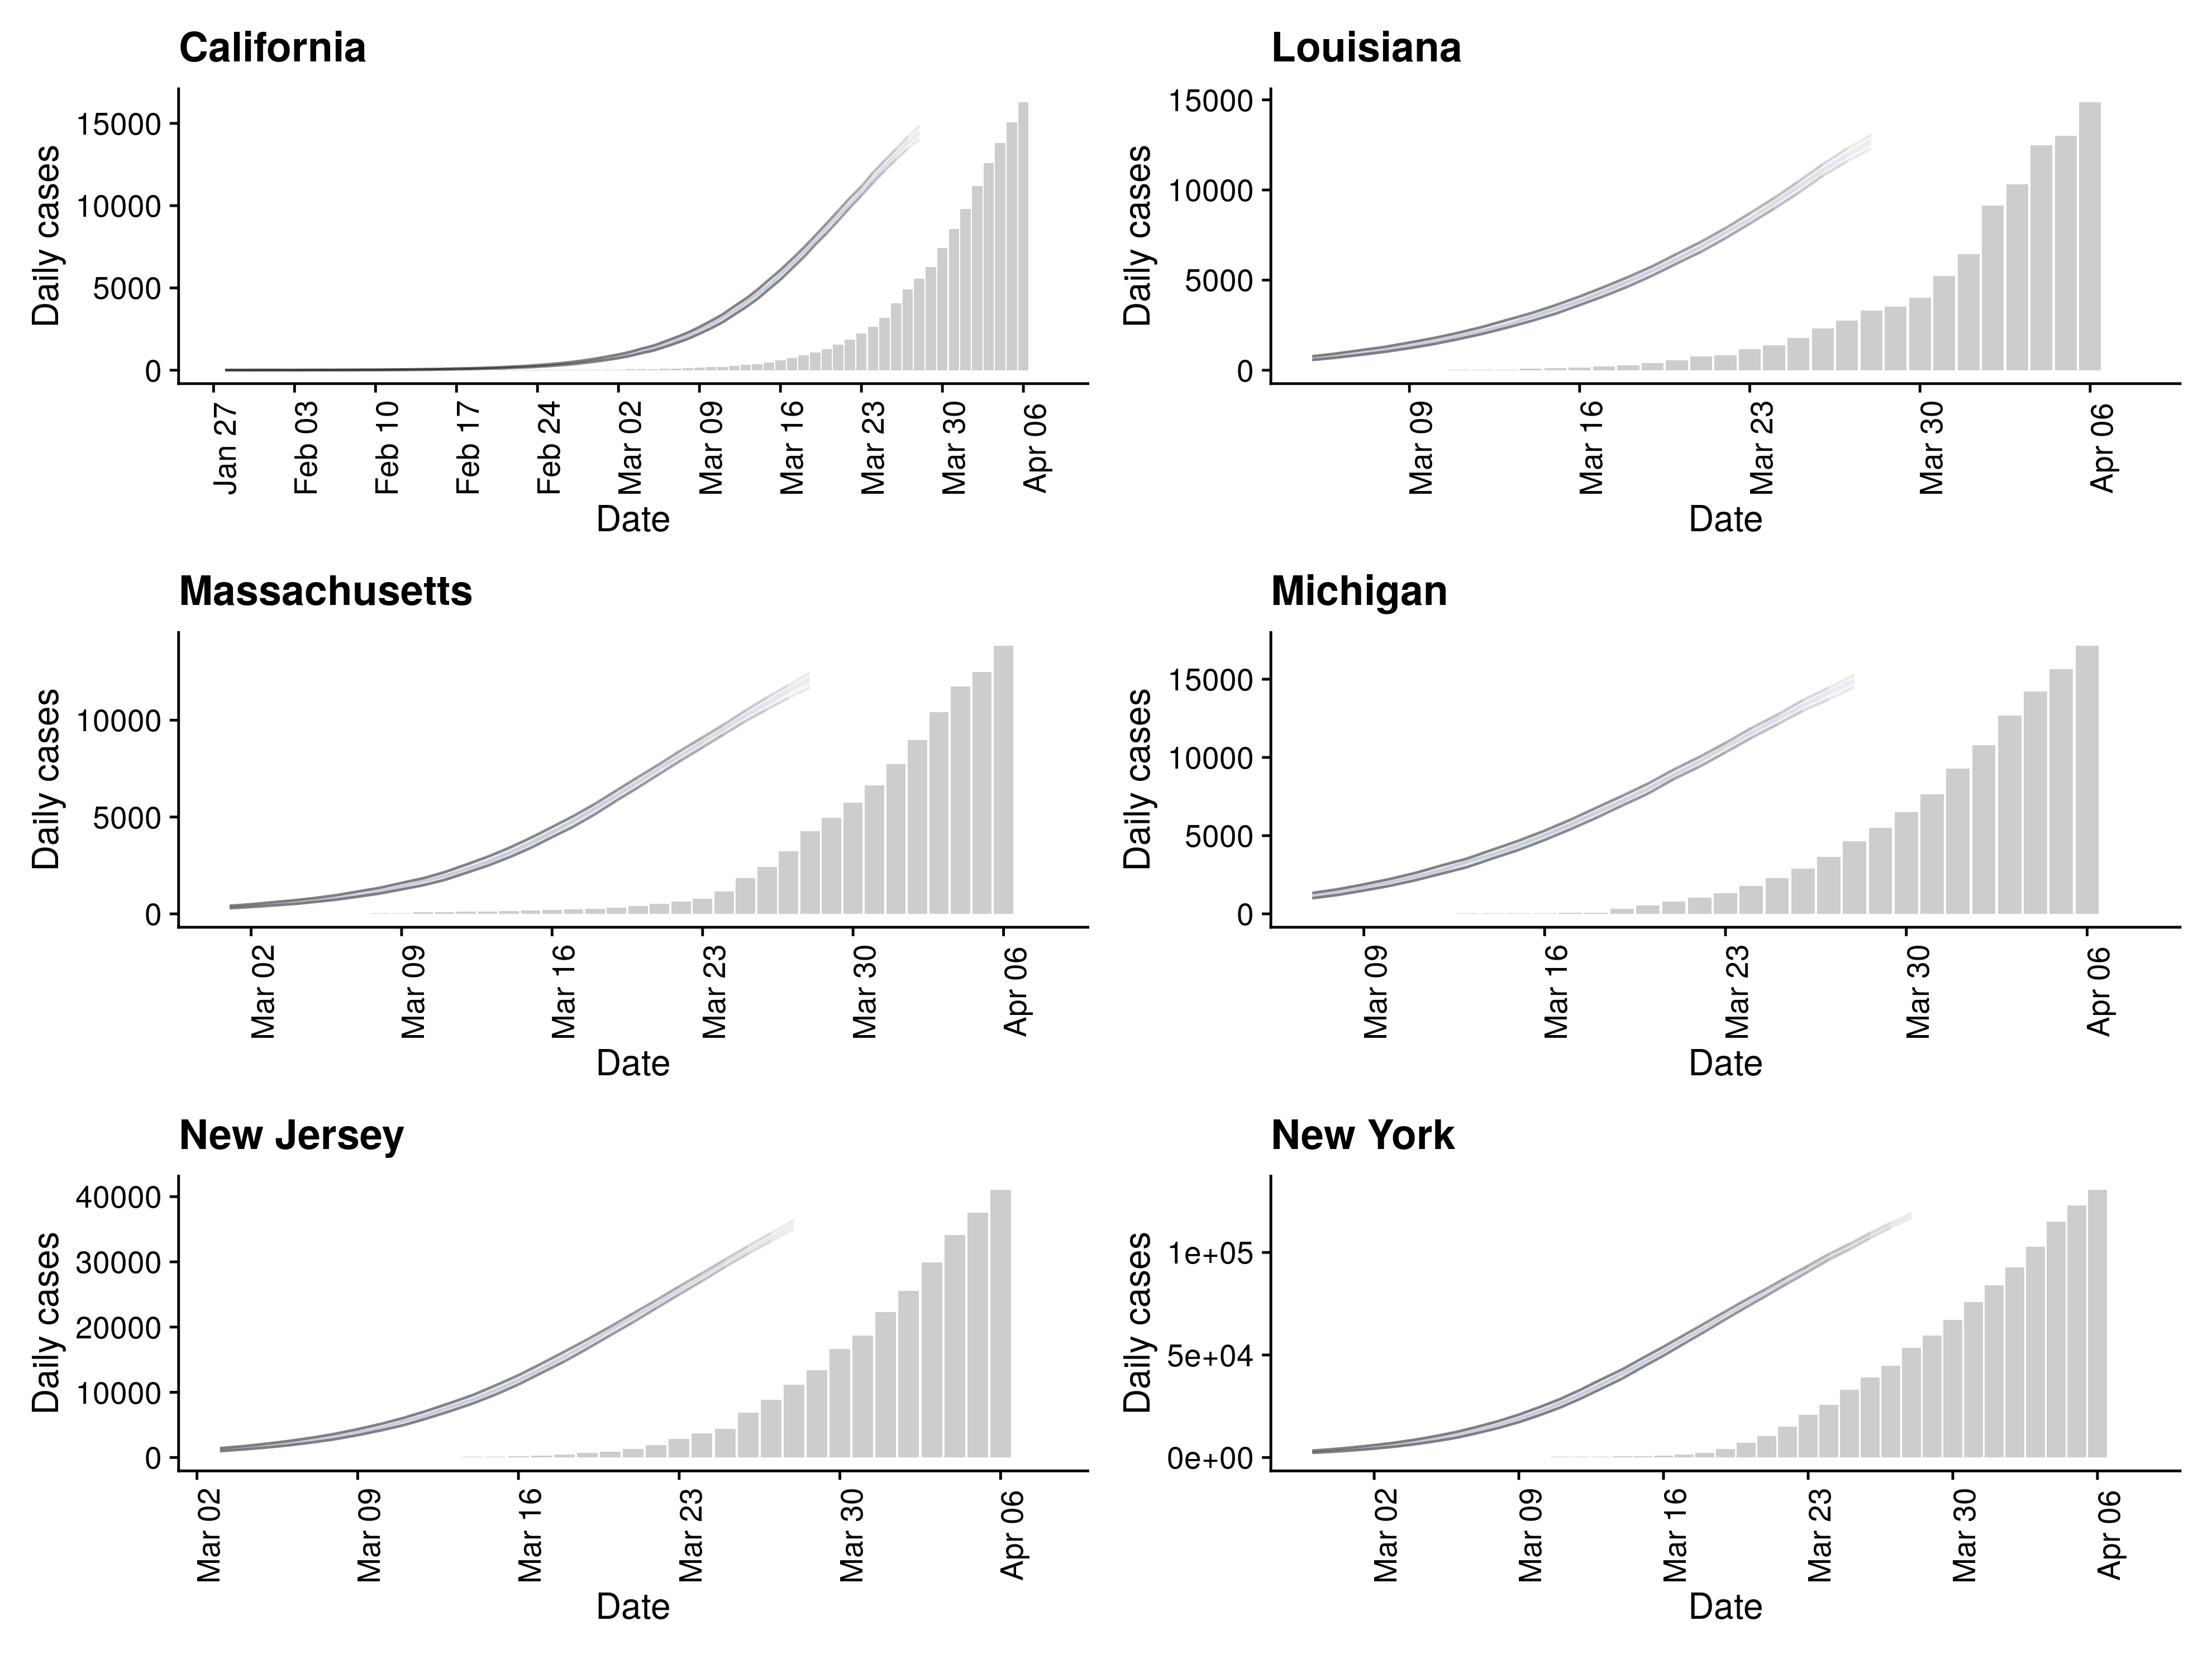 California
Daily cases
15000
10000
5000
0
Jan 27
Feb 03
Feb 10
Feb 17
Feb 24
Mar 02
Mar 09
Mar 16
Mar 23
Mar 30
Apr 06
Date
Louisiana
Daily cases
15000
10000
5000
0
Mar 09
Mar 16
Mar 23
Mar 30
Apr 06
Date
Massachusetts
Daily cases
10000
5000
0
Mar 02
Mar 09
Mar 16
Mar 23
Mar 30
Apr 06
Date
Michigan
Daily cases
15000
10000
5000
0
Mar 09
Mar 16
Mar 23
Mar 30
Apr 06
Date
New Jersey
Daily cases
40000
30000
20000
10000
0
Mar 02
Mar 09
Mar 16
Mar 23
Mar 30
Apr 06
Date
New York
Daily cases
1e+05
5e+04
0e+00
Mar 02
Mar 09
Mar 16
Mar 23
Mar 30
Apr 06
Date